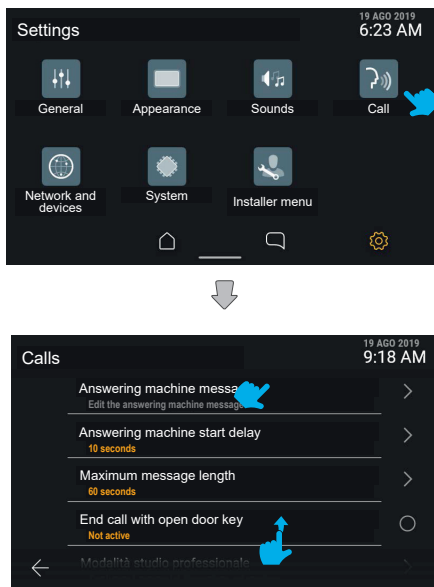 19 AGO 2019
Settings 6:23 AM
General Appearance Sounds Call
Network and devices System Installer menu
19 AGO 2019
Calls 9:18 AM
Answering machine messa
Edit the answering machine message
Answering machine start delay
10 seconds
Maximum message length
60 seconds
End call with open door key
Not active
Modalità studio professionale